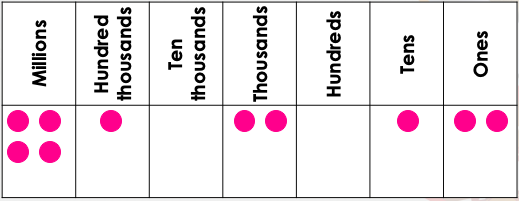 Millions
Hundred
thousands
Ten
thousands
Thousands
Hundreds
Tens
Ones